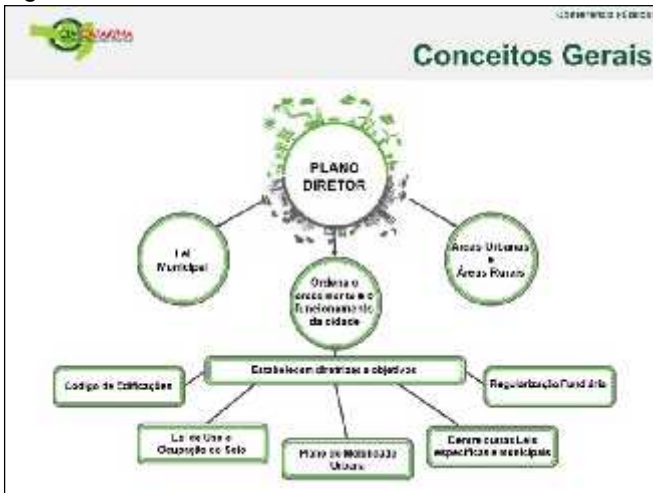 Conceitos Gerais
PLANO
DIRETOR
Lei
Municipal
Áreas Urbanas
e
Áreas Rurais
Ordena o
crescimento e o
funcionamento
da cidade
Estabelecem diretrizes e objetivos
Código de Edificações
Regularização Fundiária
Lei de Uso e
Ocupação do Solo
Plano de Mobilidade
Urbana
Dentre outras Leis
específicas e municipais